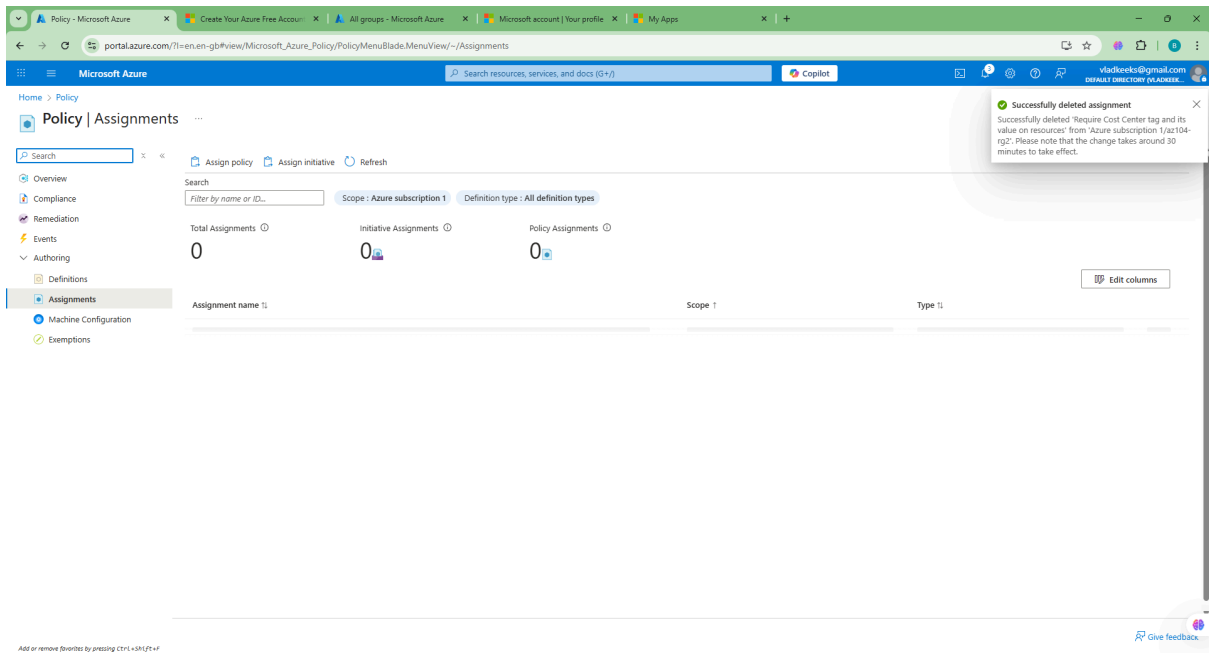 Policy - Microsoft Azure
Create Your Azure Free Accoun
All groups - Microsoft Azure
Microsoft account | Your profile
My Apps
portal.azure.com/?l=en.en-gb#view/Microsoft_Azure_Policy/PolicyMenuBlade.MenuView/~/Assignments
B
Microsoft Azure
Search resources, services, and docs (G+/)
Copilot
3
vladkeeks@gmail.com
DEFAULT DIRECTORY (VLADKEEK...
Home > Policy
Policy | Assignments ...
Successfully deleted assignment
Successfully deleted 'Require Cost Center tag and its
value on resources' from 'Azure subscription 1/az104-
rg2'. Please note that the change takes around 30
minutes to take effect.
Search
Assign policy Assign initiative Refresh
Overview
Compliance
Remediation
Events
Authoring
Definitions
Assignments
Machine Configuration
Exemptions
Search
Filter by name or ID...
Scope : Azure subscription 1
Definition type : All definition types
Total Assignments
Initiative Assignments
Policy Assignments
0
0
0
Edit columns
Assignment name
Scope
Type
Give feedback
Add or remove favorites by pressing Ctrl+Shift+F